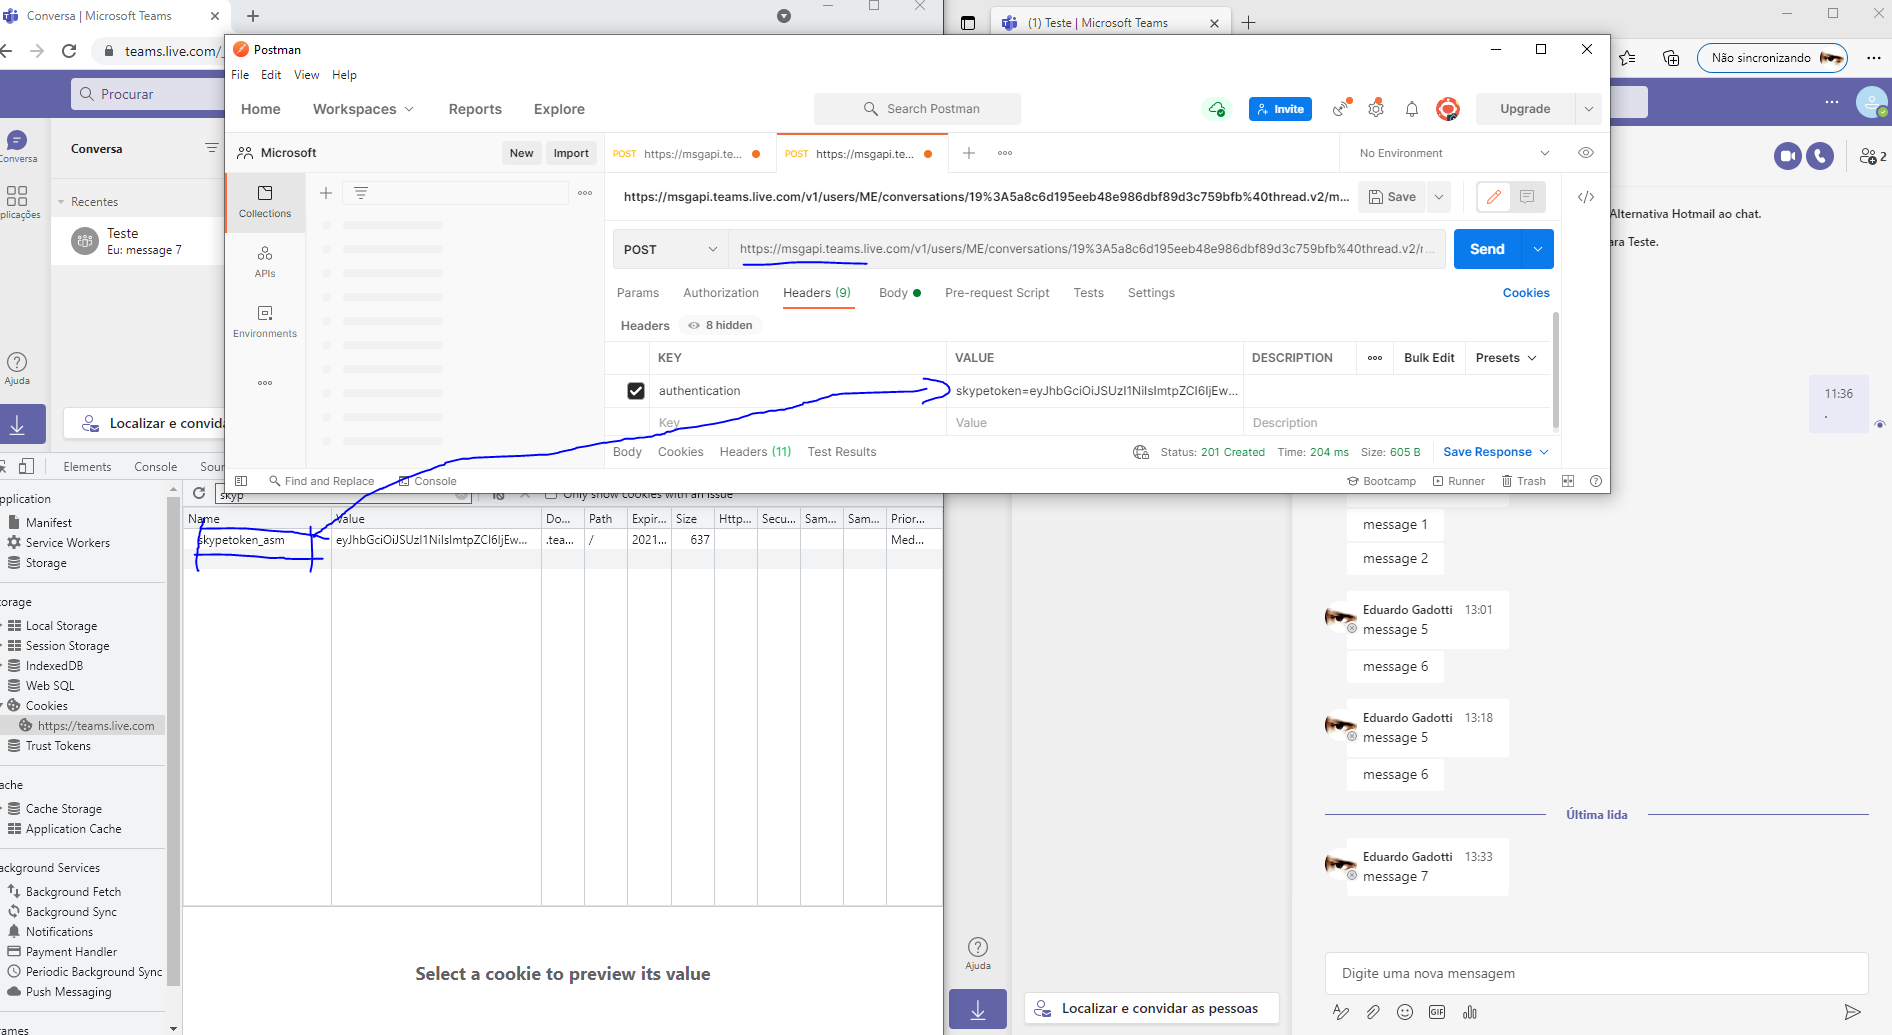 Conversa | Microsoft Teams
teams.live.com/_
Procurar
Conversa
Conversa
Recentes
plicações
Teste
Eu: message 7
Ajuda
Localizar e convida
(1) Teste | Microsoft Teams
Não sincronizando
2
Alternativa Hotmail ao chat.
ara Teste.
11:36
.
Postman
File Edit View Help
Home Workspaces Reports Explore
Search Postman
Invite
Upgrade
Microsoft
New Import
POST https://msgapi.te...
POST https://msgapi.te...
No Environment
Collections
APIs
Environments
https://msgapi.teams.live.com/v1/users/ME/conversations/19%3A5a8c6d195eeb48e986dbf89d3c759bfb%40thread.v2/m...
Save
POST
https://msgapi.teams.live.com/v1/users/ME/conversations/19%3A5a8c6d195eeb48e986dbf89d3c759bfb%40thread.v2/r...
Send
Params Authorization Headers (9) Body Pre-request Script Tests Settings Cookies
Headers 8 hidden
KEY VALUE DESCRIPTION Bulk Edit Presets
authentication skypetoken=eyJhbGciOiJSUzI1NiIsImtpZCI6IjEw...
Key Value Description
Body Cookies Headers (11) Test Results Status: 201 Created Time: 204 ms Size: 605 B Save Response
Find and Replace Console Bootcamp Runner Trash
Elements Console Sour
skyp
Only show cookies with an issue
pplication
Manifest
Service Workers
Storage
torage
Local Storage
Session Storage
IndexedDB
Web SQL
Cookies
https://teams.live.com
Trust Tokens
ache
Cache Storage
Application Cache
ackground Services
Background Fetch
Background Sync
Notifications
Payment Handler
Periodic Background Sync
Push Messaging
rames
Name Value Do... Path Expir... Size Http... Secu... Sam... Sam... Prior...
skypetoken_asm eyJhbGciOiJSUzI1NiIsImtpZCI6IjEw... .tea... / 2021... 637 Med...
Select a cookie to preview its value
Ajuda
Localizar e convidar as pessoas
message 1
message 2
Eduardo Gadotti 13:01
message 5
message 6
Eduardo Gadotti 13:18
message 5
message 6
Última lida
Eduardo Gadotti 13:33
message 7
Digite uma nova mensagem
GIF